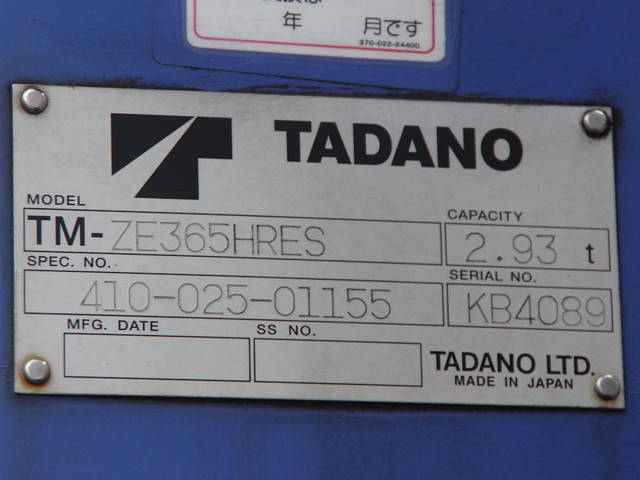 年 月です
370-022-24400
TADANO
MODEL
TM-ZE365HRES
CAPACITY
2.93 t
SPEC. NO.
410-025-01155
SERIAL NO.
KB4089
MFG. DATE
SS NO.
TADANO LTD.
MADE IN JAPAN